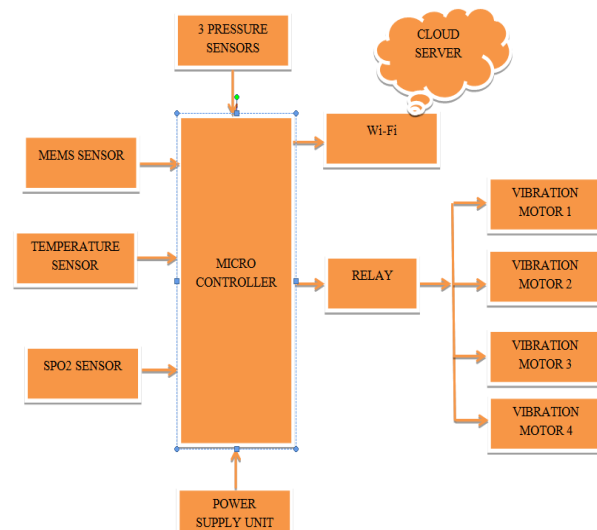 3 PRESSURE
SENSORS
CLOUD
SERVER
Wi-Fi
MEMS SENSOR
VIBRATION
MOTOR 1
TEMPERATURE
SENSOR
MICRO
CONTROLLER
RELAY
VIBRATION
MOTOR 2
VIBRATION
MOTOR 3
SPO2 SENSOR
VIBRATION
MOTOR 4
POWER
SUPPLY UNIT